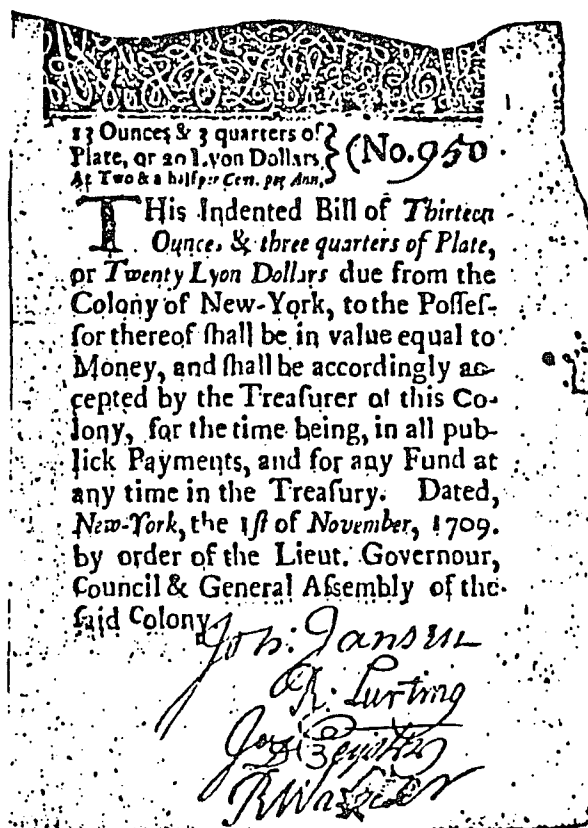 13 Ounces & 3 quarters of
Plate, or 20 Lyon Dollars,
At Two & a half per Cent. per Ann,
(No. 950
THis Indented Bill of Thirteen
Ounces & three quarters of Plate,
or Twenty Lyon Dollars due from the
Colony of New-York, to the Poſſeſ-
ſor thereof ſhall be in value equal to
Money, and ſhall be accordingly ac-
cepted by the Treaſurer of this Co-
lony, for the time being, in all pub-
lick Payments, and for any Fund at
any time in the Treaſury. Dated,
New-York, the 1ſt of November, 1709.
by order of the Lieut. Governour,
Council & General Aſſembly of the
ſaid Colony
Joh: Jansen
R. Lurting
R Walter